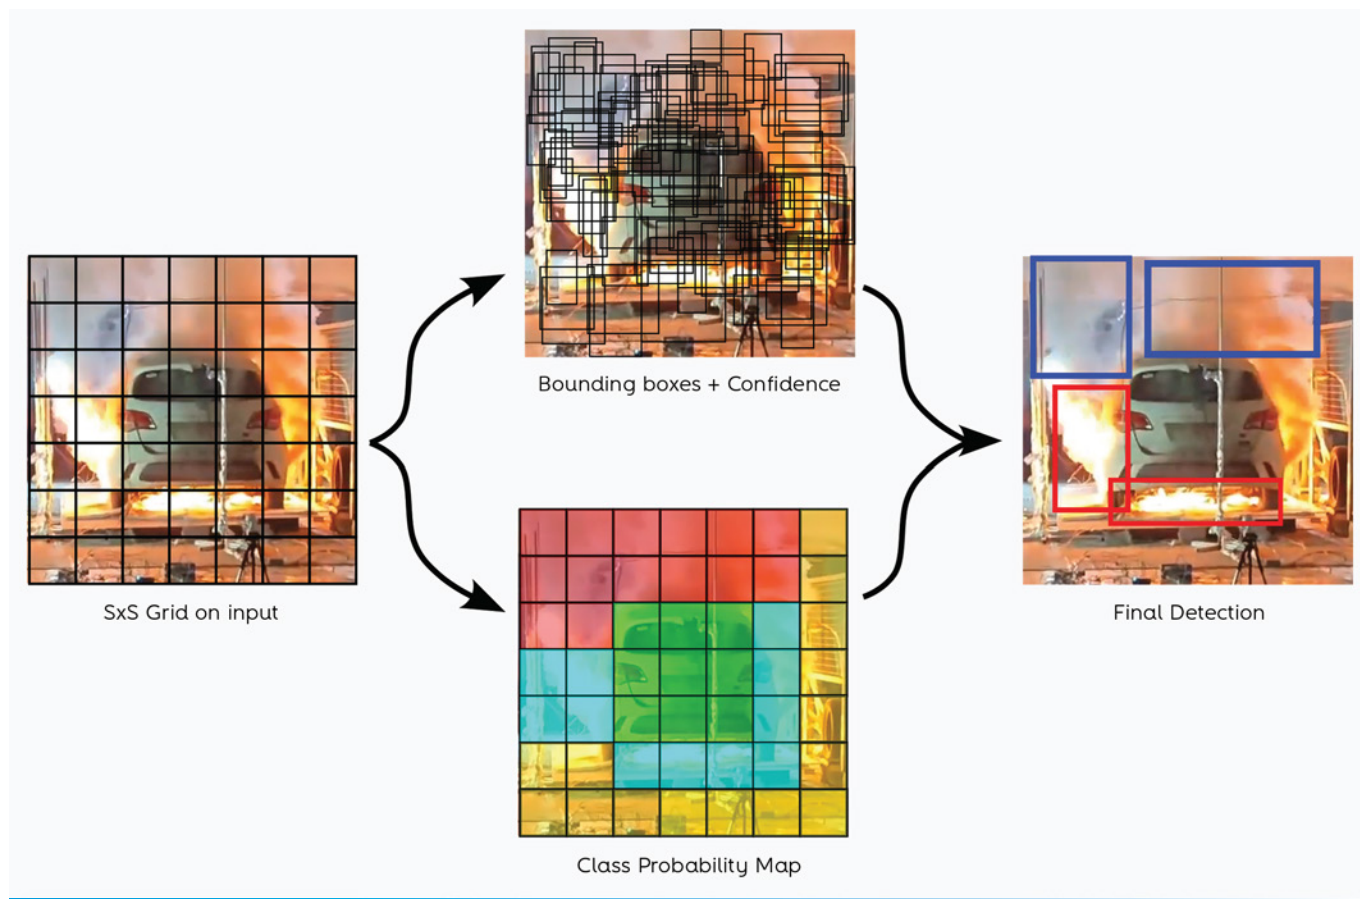 Bounding boxes + Confidence
SxS Grid on input
Final Detection
Class Probability Map